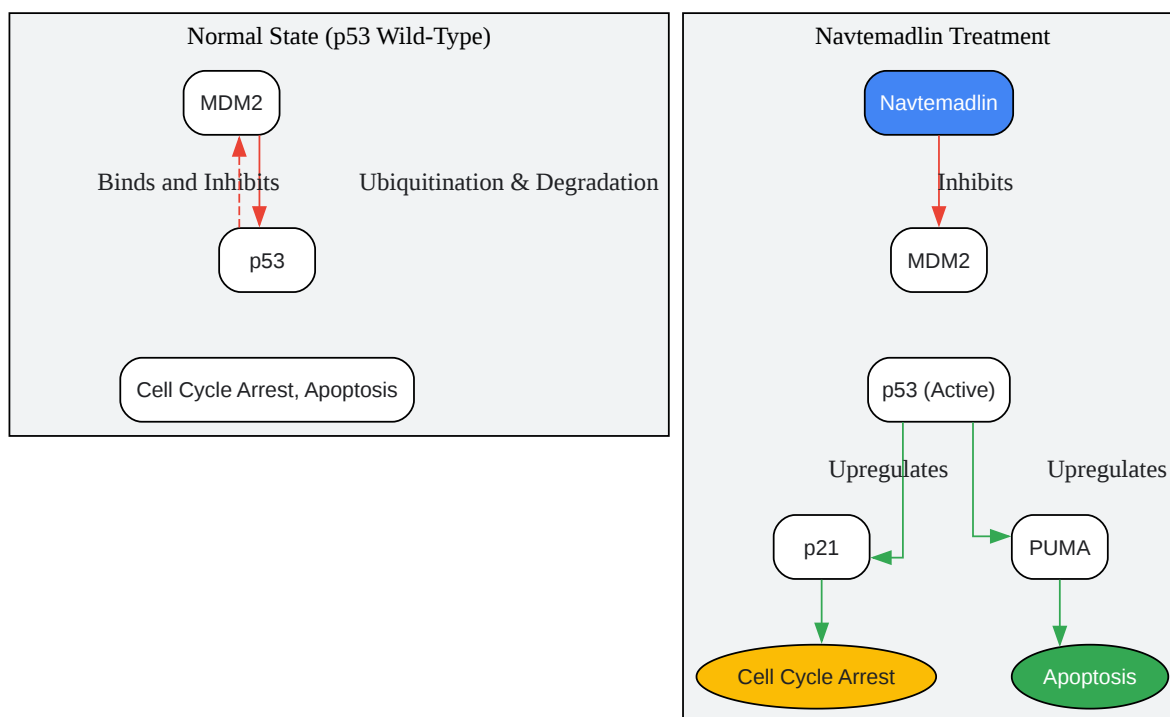 Normal State (p53 Wild-Type)
MDM2
Binds and Inhibits
Ubiquitination & Degradation
p53
Cell Cycle Arrest, Apoptosis
Navtemadlin Treatment
Navtemadlin
Inhibits
MDM2
p53 (Active)
Upregulates
Upregulates
p21
PUMA
Cell Cycle Arrest
Apoptosis